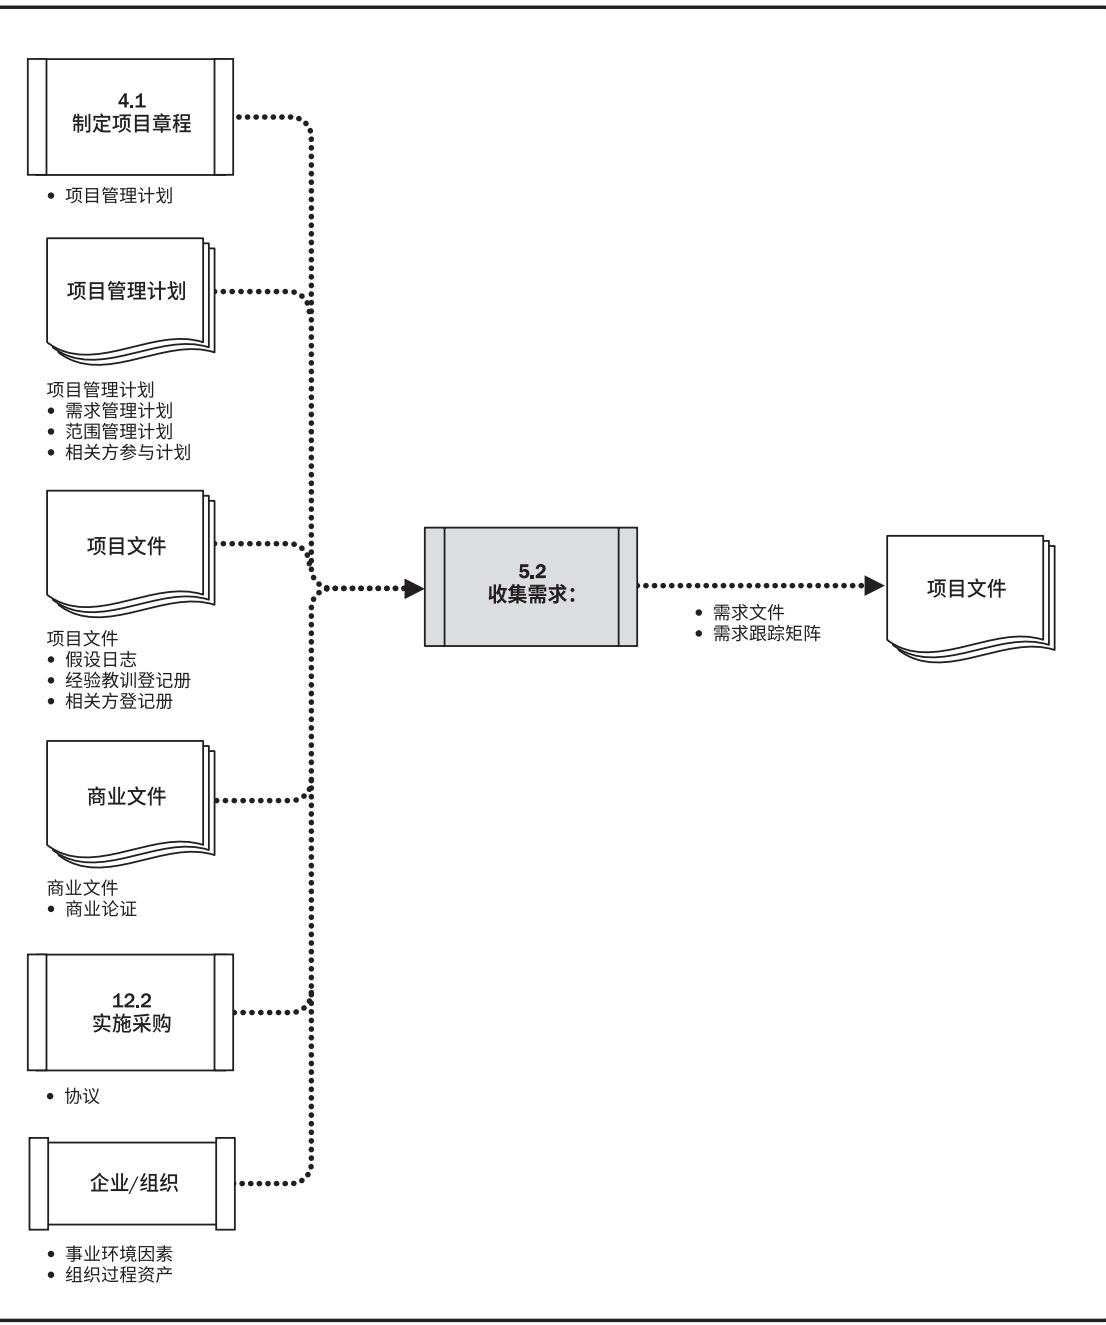 4.1
制定项目章程
• 项目管理计划
项目管理计划
项目管理计划
• 需求管理计划
• 范围管理计划
• 相关方参与计划
项目文件
项目文件
• 假设日志
• 经验教训登记册
• 相关方登记册
商业文件
商业文件
• 商业论证
12.2
实施采购
• 协议
企业/组织
• 事业环境因素
• 组织过程资产
5.2
收集需求：
• 需求文件
• 需求跟踪矩阵
项目文件